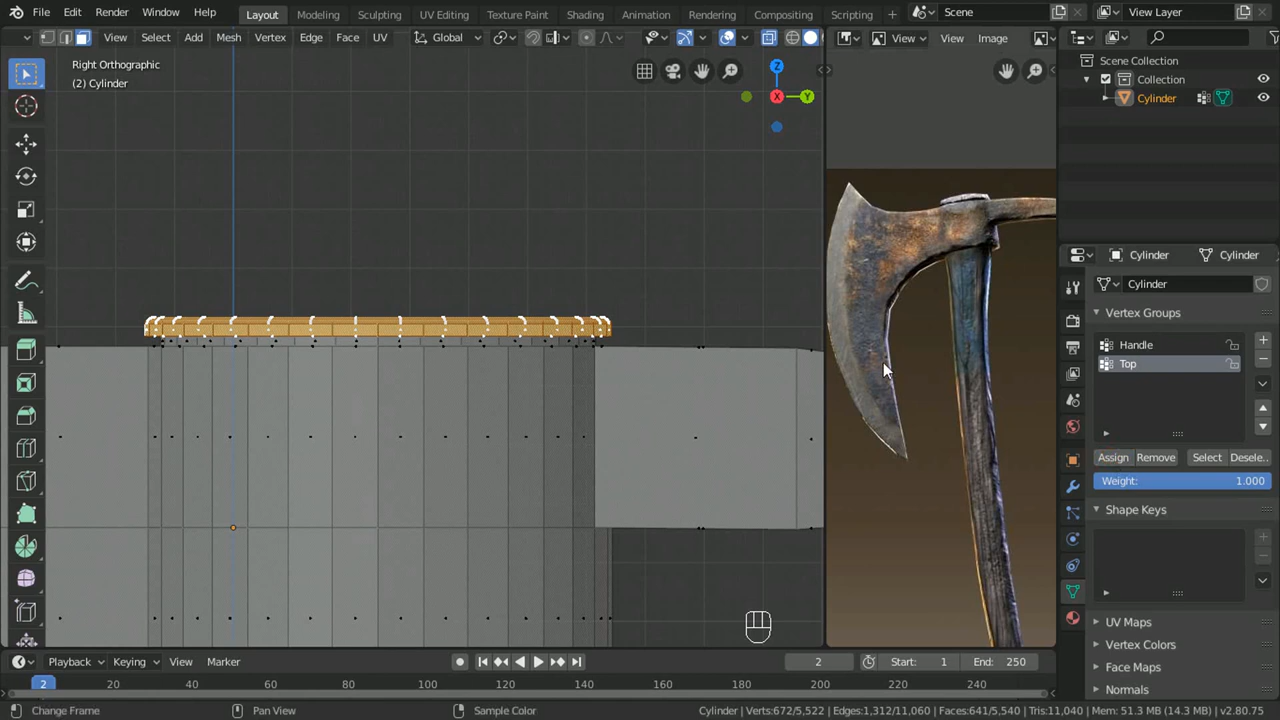 File Edit Render Window Help Layout Modeling Sculpting UV Editing Texture Paint Shading Animation Rendering Compositing Scripting Scene View Layer
View Select Add Mesh Vertex Edge Face UV Global View View Image
Right Orthographic
(2) Cylinder
Z
X
Y
Scene Collection
Collection
Cylinder
Cylinder Cylinder
Cylinder
Vertex Groups
Handle
Top
Assign Remove Select Desele..
Weight: 1.000
Shape Keys
UV Maps
Vertex Colors
Face Maps
Normals
Playback Keying View Marker 2 Start: 1 End: 250
2 20 40 60 80 100 120 140 160 180 200 220 240
Change Frame Pan View Sample Color Cylinder | Verts:672/5,522 | Edges:1,312/11,060 | Faces:641/5,540 | Tris:11,040 | Mem: 51.3 MB (14.3 MB) | v2.80.75